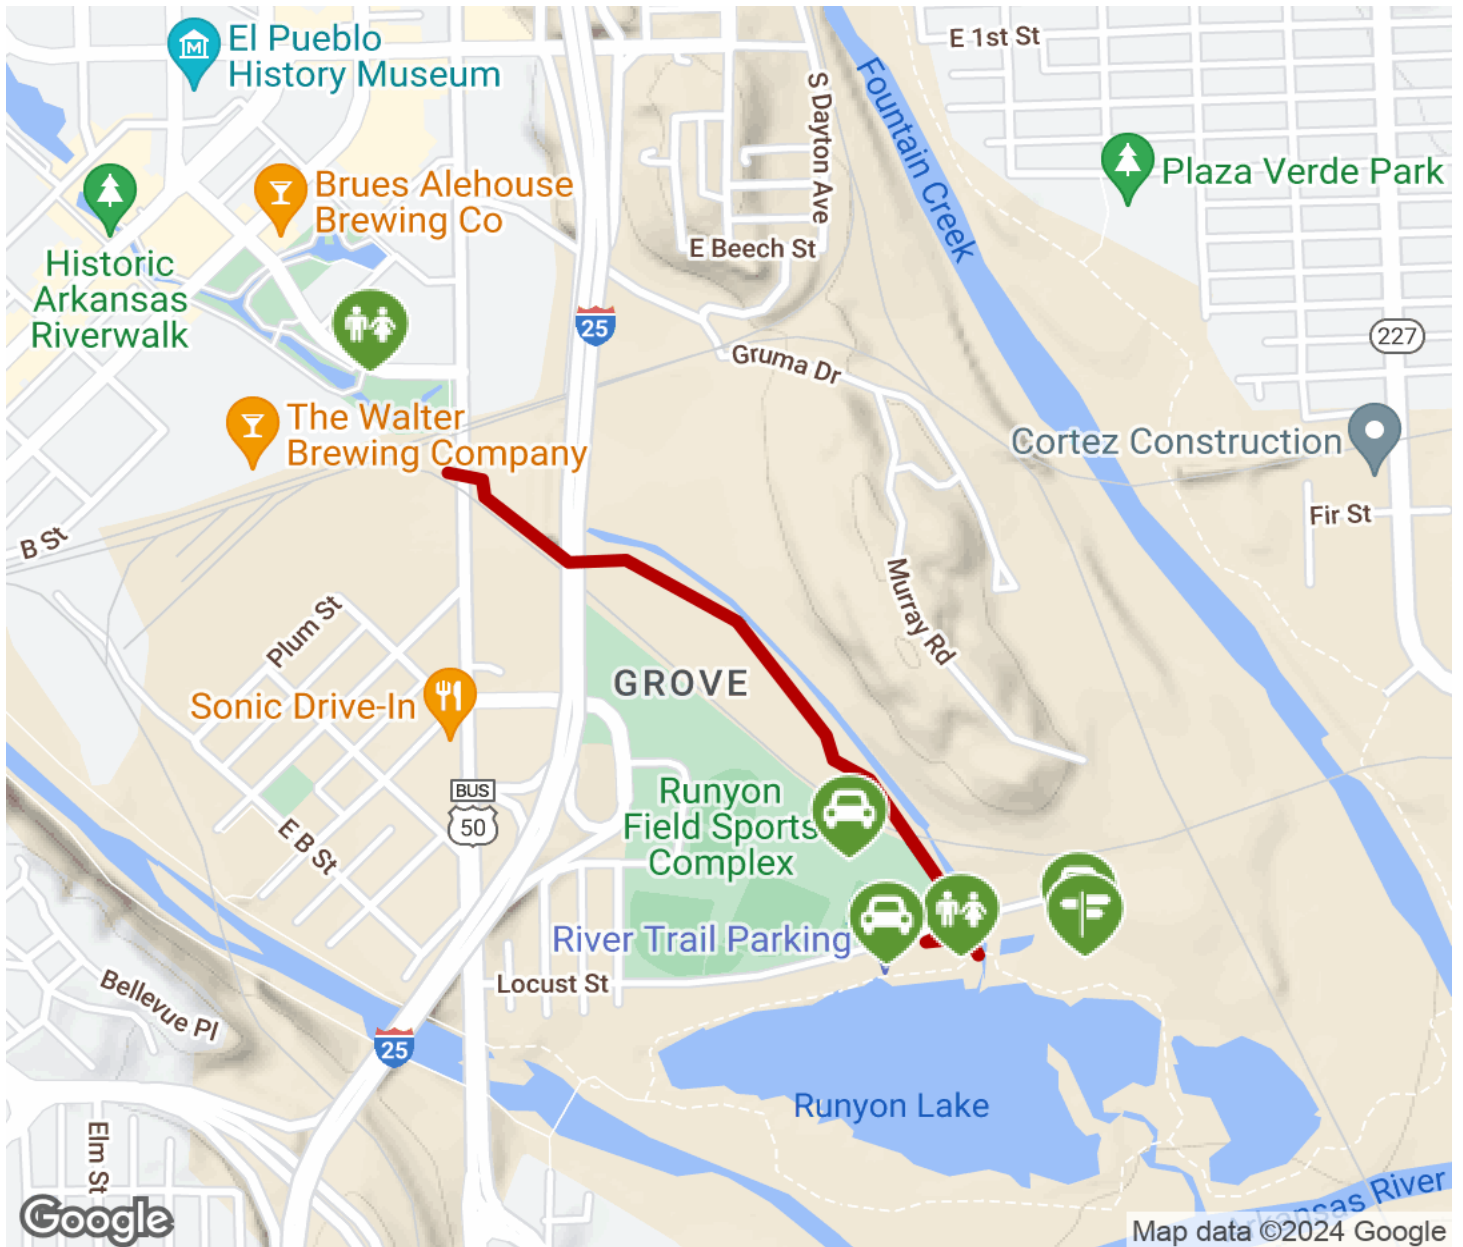 El Pueblo
History Museum
E 1st St
S Dayton Ave
Fountain Creek
Brues Alehouse
Brewing Co
Plaza Verde Park
E Beech St
Historic
Arkansas
Riverwalk
25
227
Gruma Dr
The Walter
Brewing Company
Cortez Construction
B St
Fir St
Murray Rd
Plum St
GROVE
Sonic Drive-In
BUS
50
Runyon
Field Sports
Complex
E B St
River Trail Parking
Locust St
Bellevue Pl
25
Runyon Lake
Elm St
Arkansas River
Google
Map data ©2024 Google